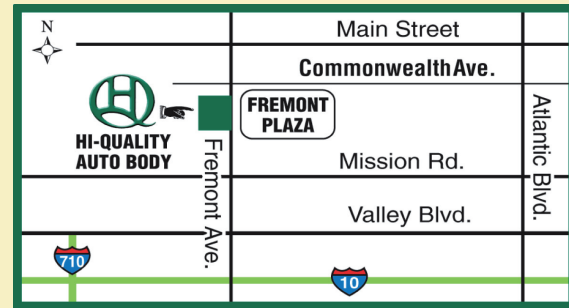 N
Main Street
Commonwealth Ave.
HQ
HI-QUALITY
AUTO BODY
FREMONT
PLAZA
Fremont Ave.
Atlantic Blvd.
Mission Rd.
Valley Blvd.
710
10